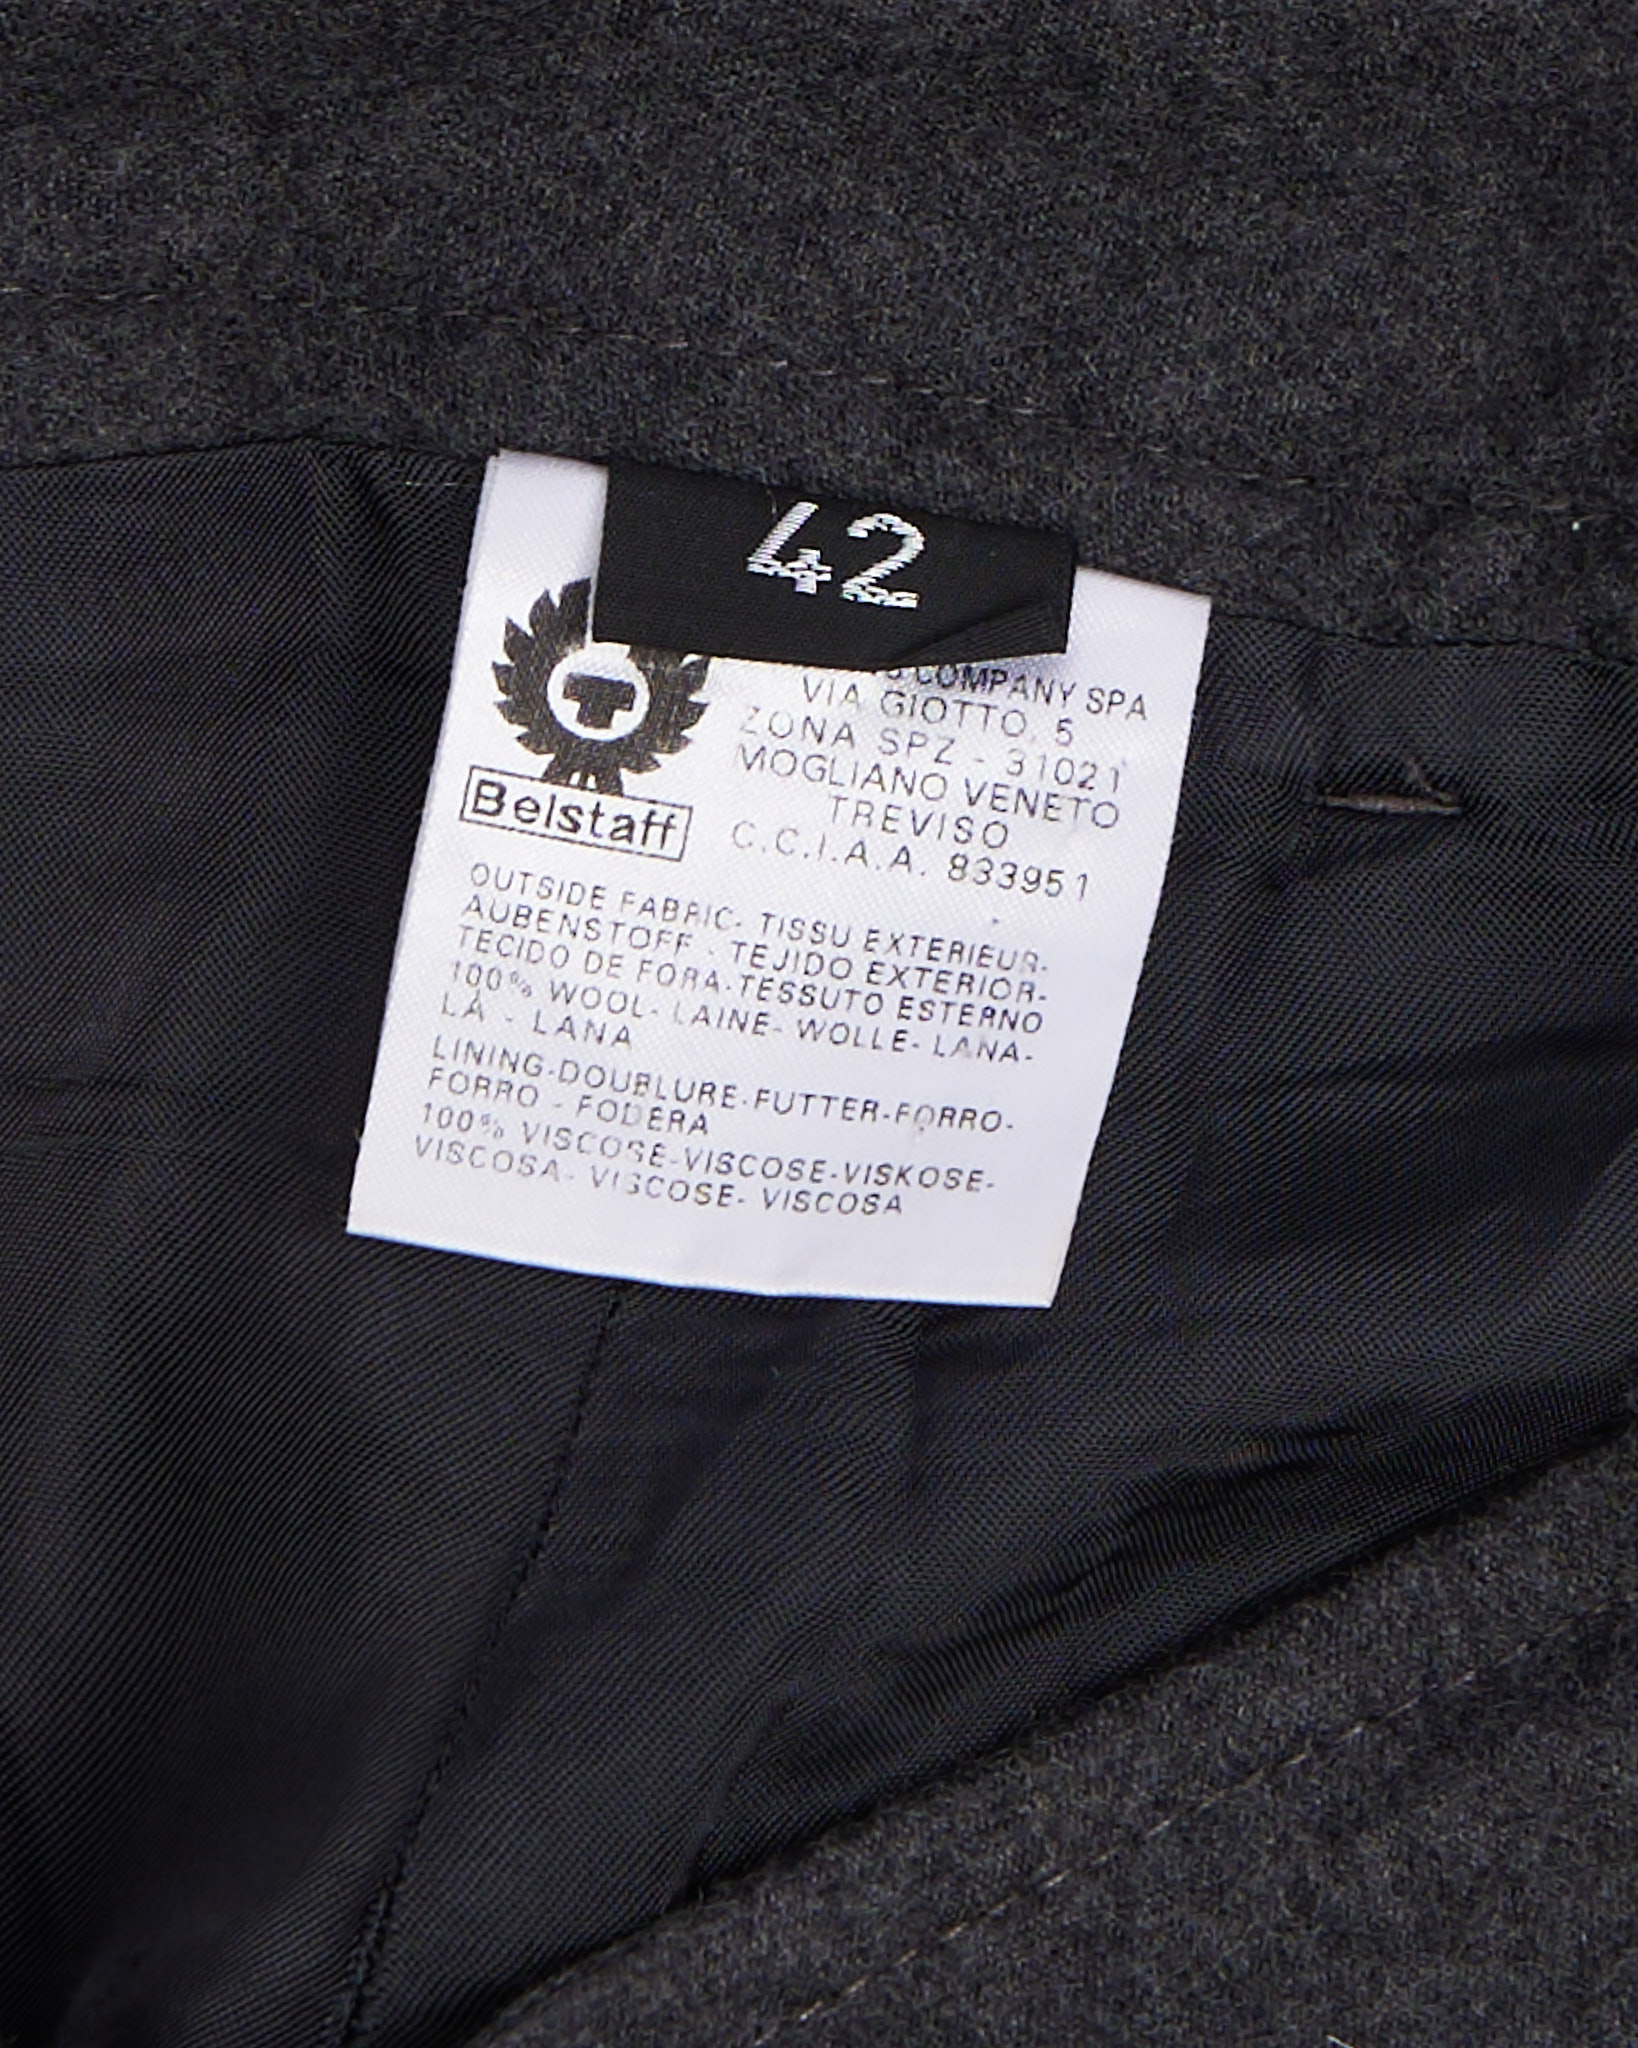 42
COMPANY SPA
VIA GIOTTO, 5
ZONA SPZ - 31021
MOGLIANO VENETO
TREVISO
C.C.I.A.A. 833951
Belstaff
OUTSIDE FABRIC- TISSU EXTERIEUR-
AUBENSTOFF - TEJIDO EXTERIOR-
TECIDO DE FORA-TESSUTO ESTERNO
100% WOOL- LAINE- WOLLE- LANA-
LA - LANA
LINING-DOUBLURE-FUTTER-FORRO-
FORRO - FODERA
100% VISCOSE-VISCOSE-VISKOSE-
VISCOSA- VISCOSE- VISCOSA